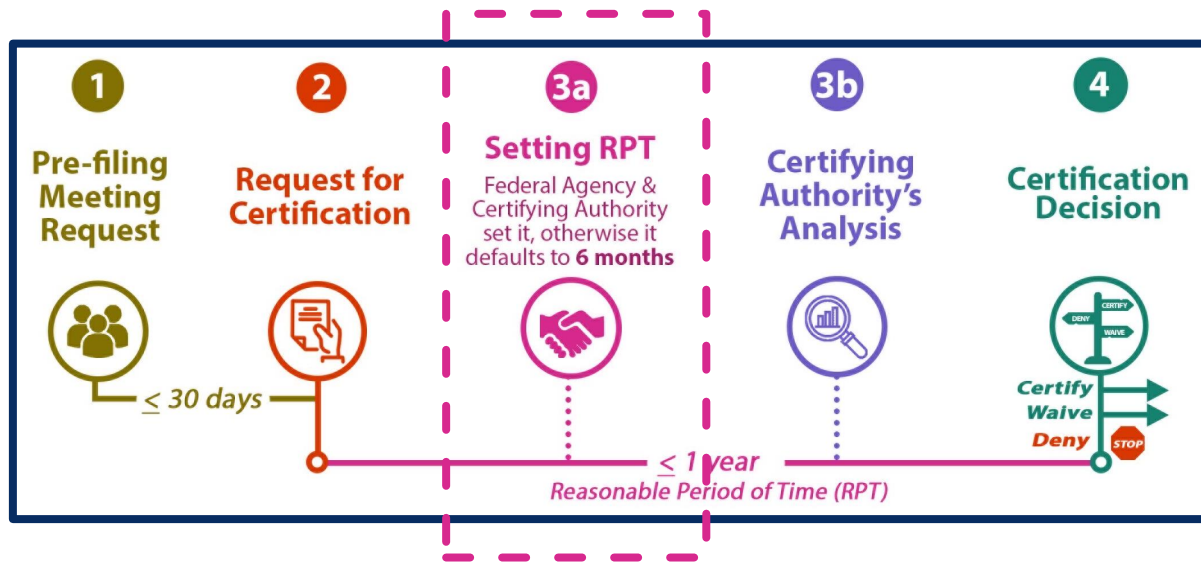 1
Pre-filing
Meeting
Request
≤ 30 days
2
Request for
Certification
3a
Setting RPT
Federal Agency &
Certifying Authority
set it, otherwise it
defaults to 6 months
3b
Certifying
Authority's
Analysis
4
Certification
Decision
CERTIFY
DENY
WAIVE
Certify
Waive
Deny
STOP
≤ 1 year
Reasonable Period of Time (RPT)